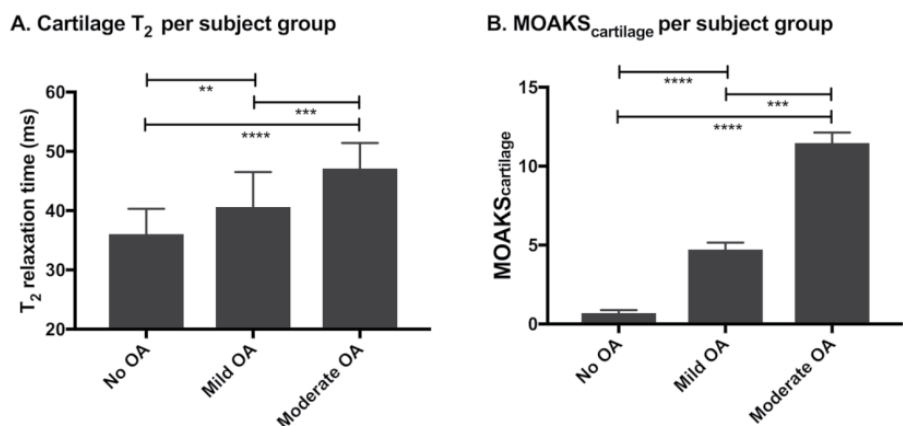 A. Cartilage T2 per subject group
60
50
40
30
20
T2 relaxation time (ms)
**
***
****
No OA
Mild OA
Moderate OA
B. MOAKScartilage per subject group
15
10
5
0
MOAKScartilage
****
***
****
No OA
Mild OA
Moderate OA